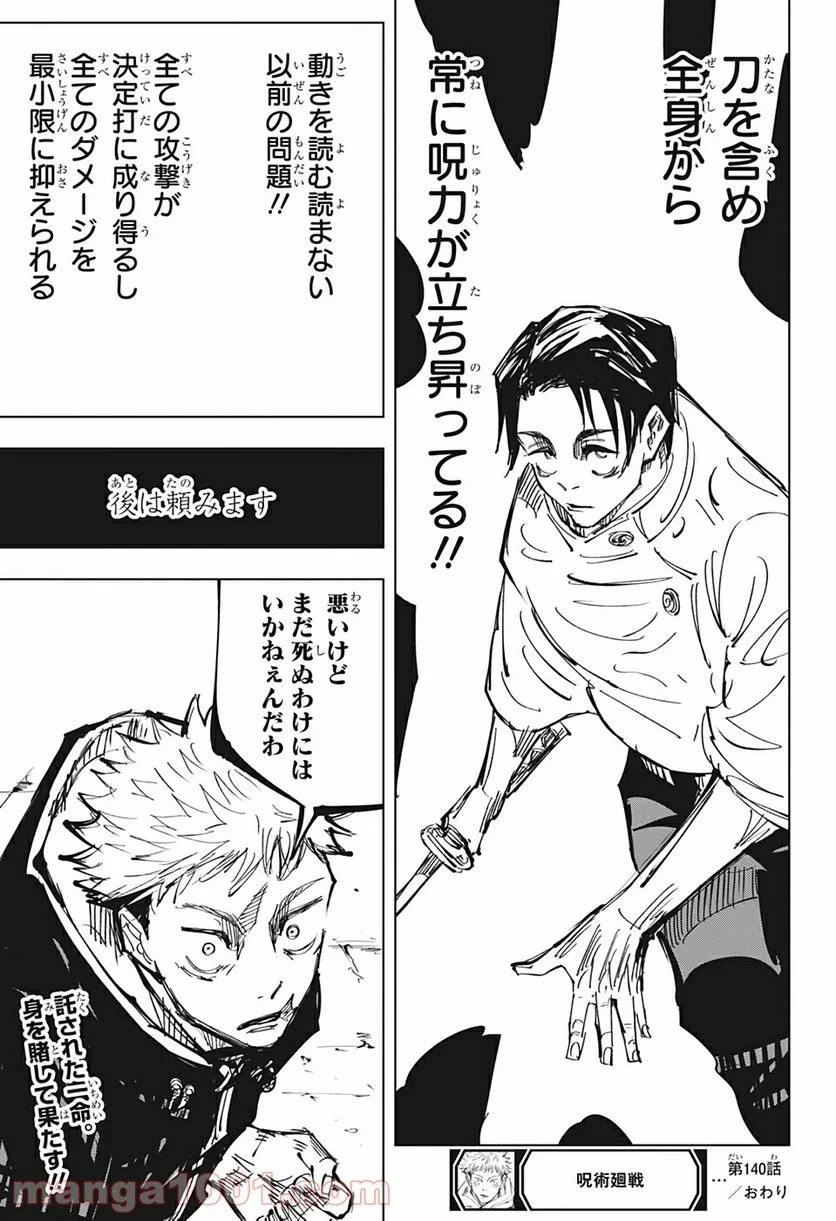 刀を含め
全身から
常に呪力が立ち昇ってる!!
動きを読む読まない
以前の問題!!
全ての攻撃が
決定打に成り得るし
全てのダメージを
最小限に抑えられる
後は頼みます
悪いけど
まだ死ぬわけには
いかねぇんだわ
託された一命。
身を賭して果たす!!
呪術廻戦
…第140話
／おわり
manga1001.com